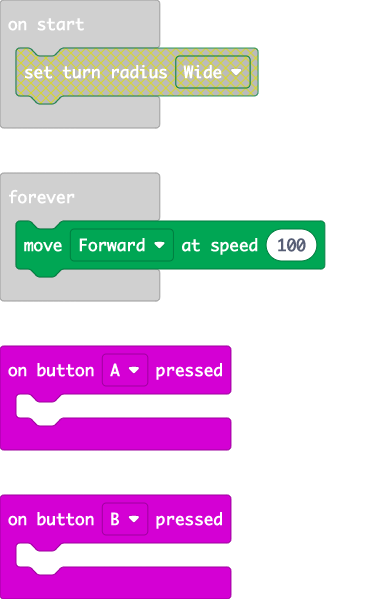 on start
set turn radius Wide
forever
move Forward at speed 100
on button A pressed
on button B pressed